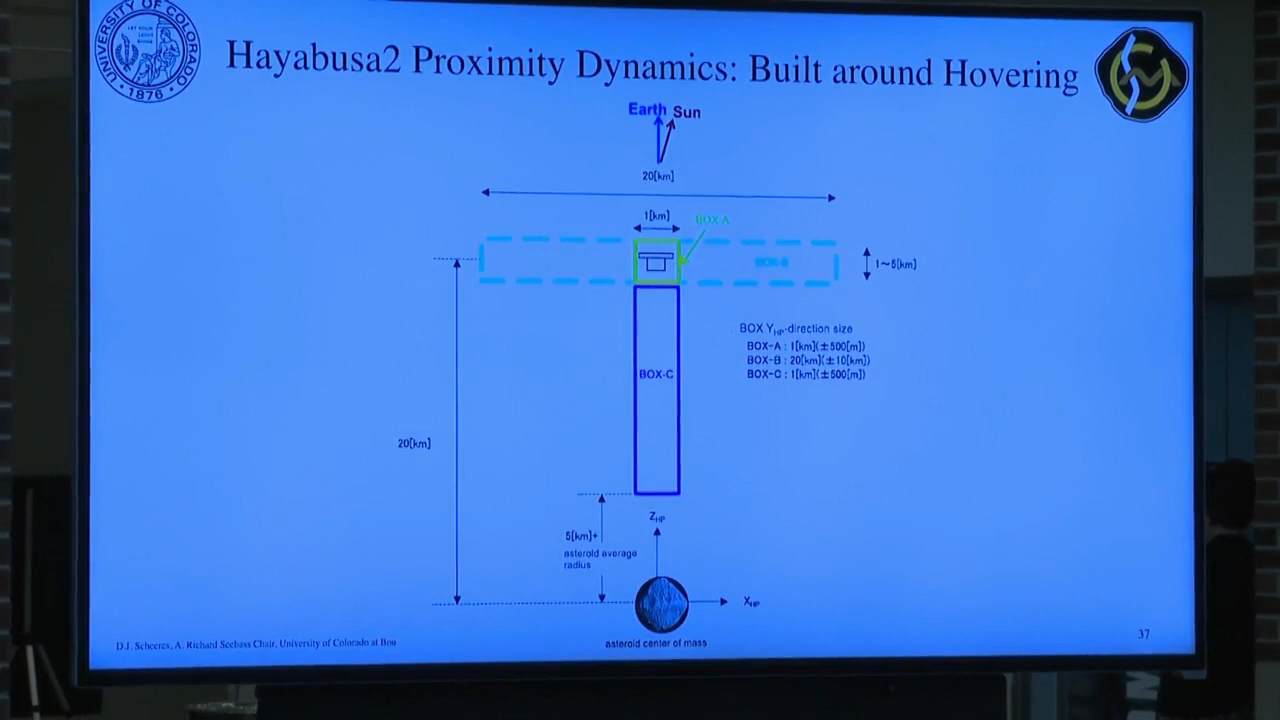 UNIVERSITY OF COLORADO
1876
Hayabusa2 Proximity Dynamics: Built around Hovering
Earth Sun
20[km]
1[km]
BOX-A
BOX-B
1~5[km]
BOX YHP-direction size
BOX-A : 1[km](±500[m])
BOX-B : 20[km](±10[km])
BOX-C : 1[km](±500[m])
BOX-C
20[km]
ZHP
5[km]+
asteroid average
radius
XHP
asteroid center of mass
D.J. Scheeres, A. Richard Seebass Chair, University of Colorado at Bou
37